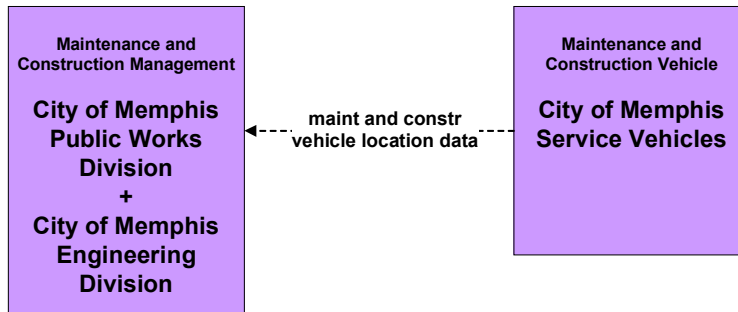 Maintenance and
Construction Management
City of Memphis
Public Works
Division
+
City of Memphis
Engineering
Division
maint and constr
vehicle location data
Maintenance and
Construction Vehicle
City of Memphis
Service Vehicles